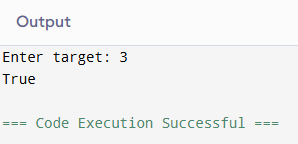 Output
Enter target: 3
True
=== Code Execution Successful ===